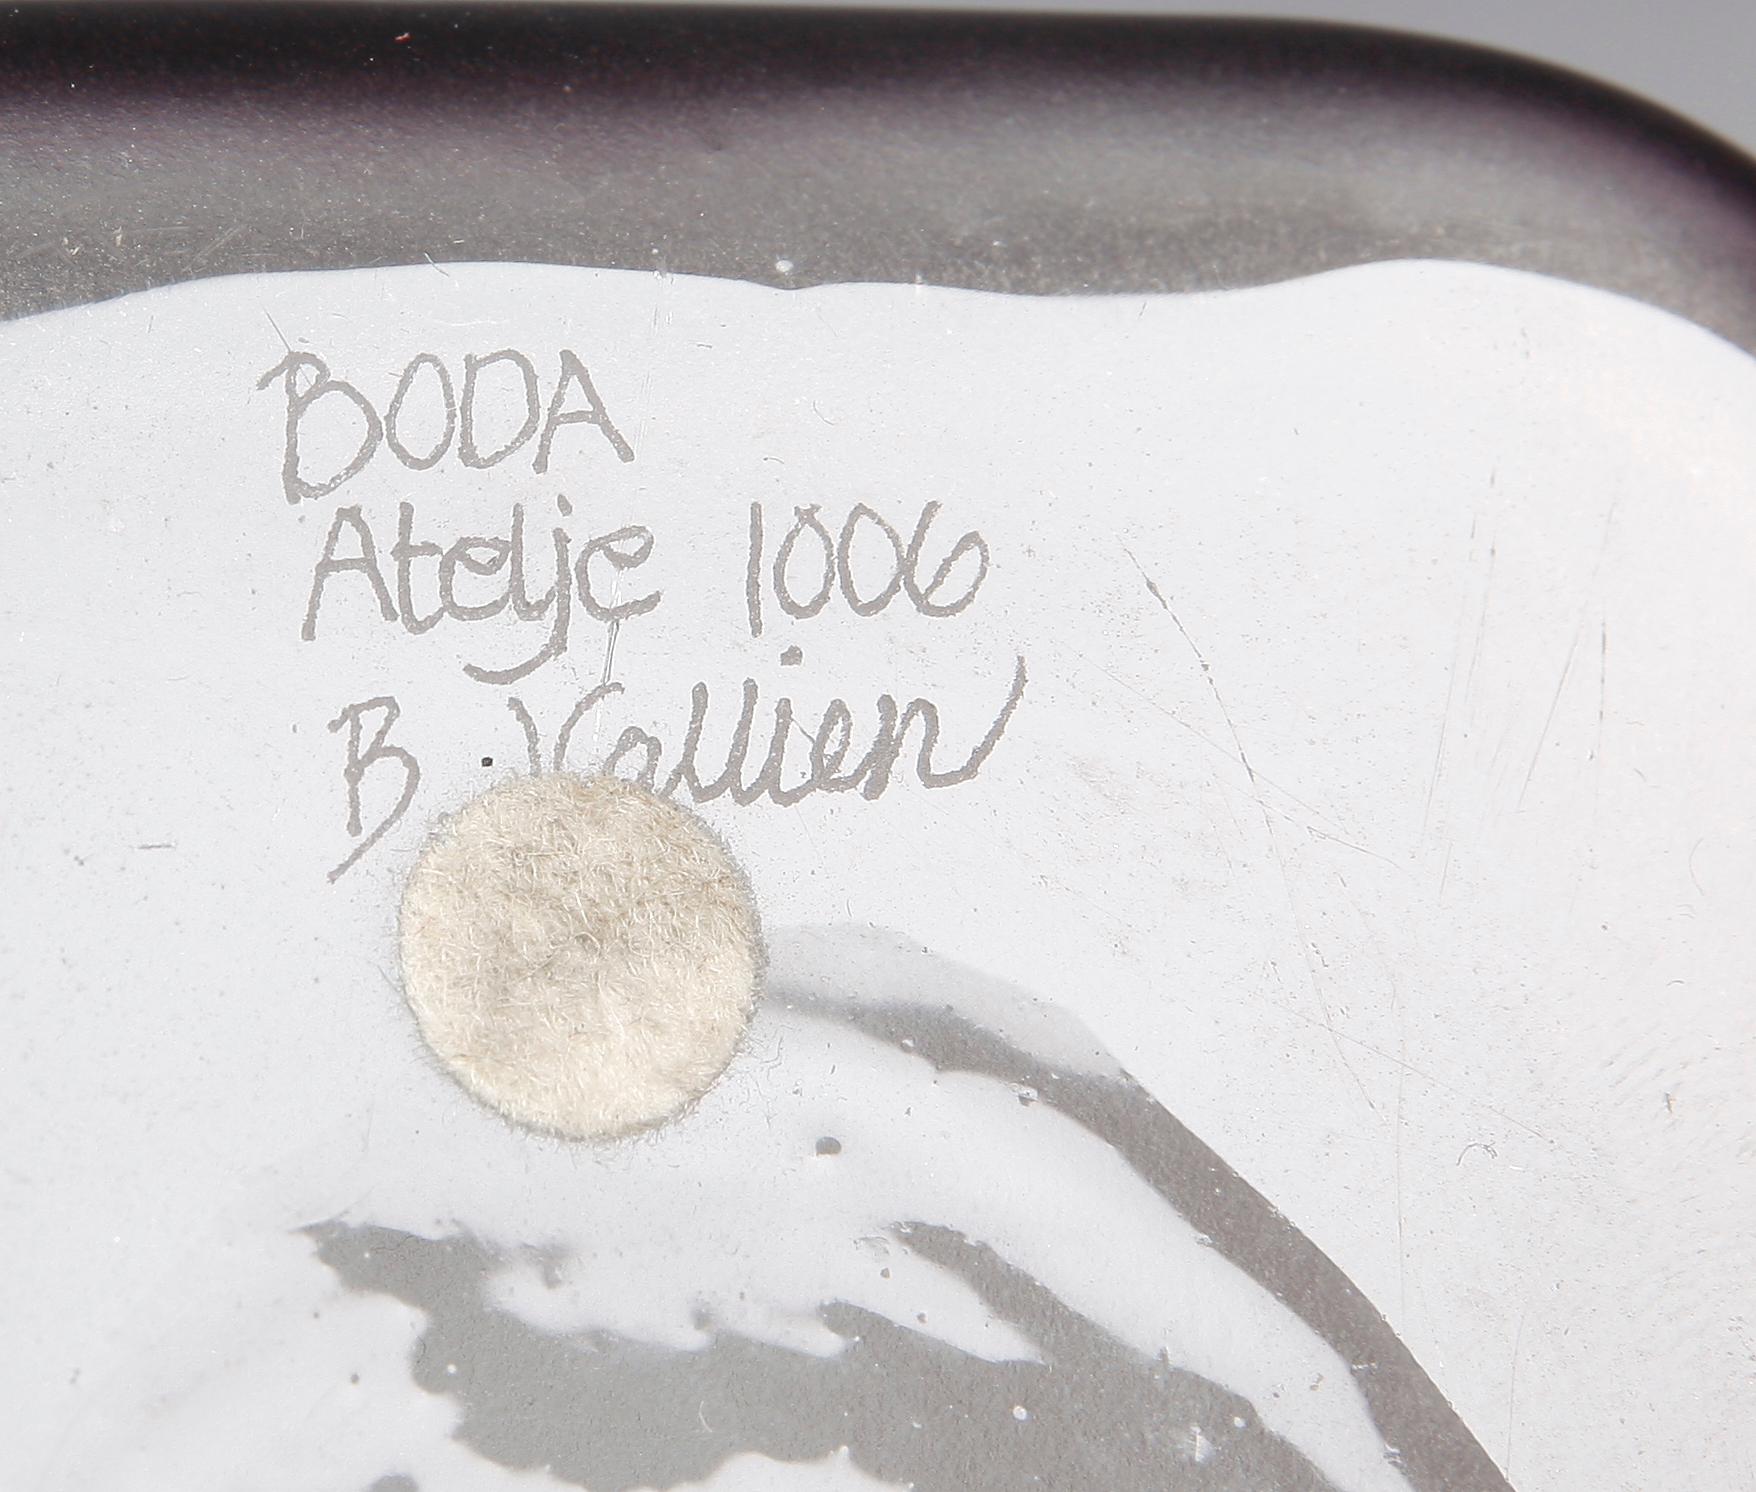 BODA
Atelje 1006
B. Vallien